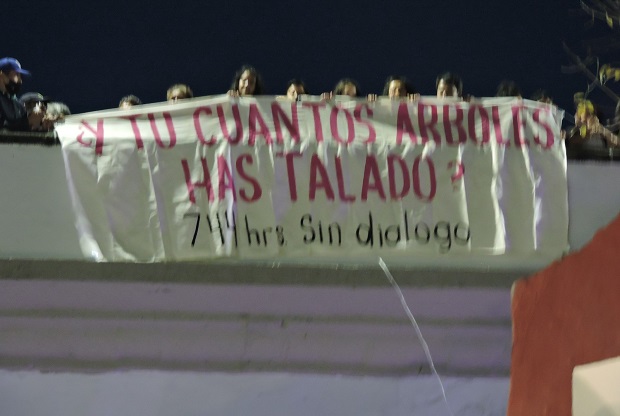 ¿Y TU CUANTOS ARBOLES
HAS TALADO?
744 hrs. Sin dialogo